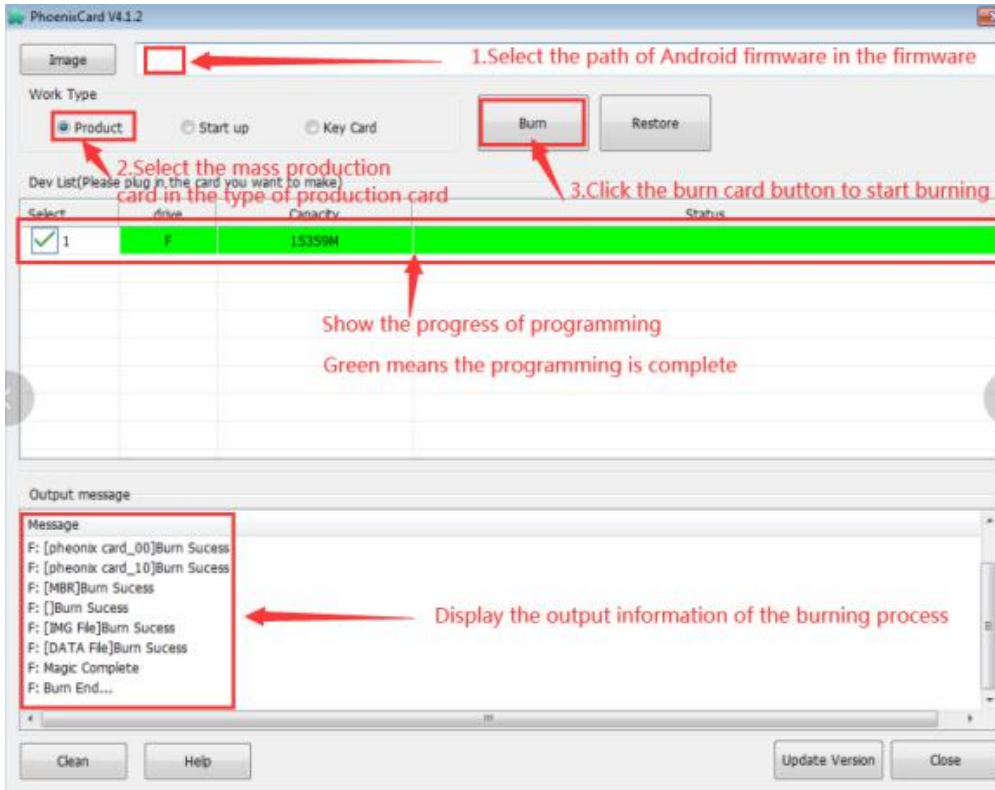 PhoenixCard V4.1.2
Image
1.Select the path of Android firmware in the firmware
Work Type
Product
Start up
Key Card
Burn
Restore
2.Select the mass production
card in the type of production card
3.Click the burn card button to start burning
Dev List(Please plug in the card you want to make)
Select drive Capacity Status
1 F 15359M
Show the progress of programming
Green means the programming is complete
Output message
Message
F: [pheonix card_00]Burn Sucess
F: [pheonix card_10]Burn Sucess
F: [MBR]Burn Sucess
F: []Burn Sucess
F: [IMG File]Burn Sucess
F: [DATA File]Burn Sucess
F: Magic Complete
F: Burn End...
Display the output information of the burning process
Clean
Help
Update Version
Close